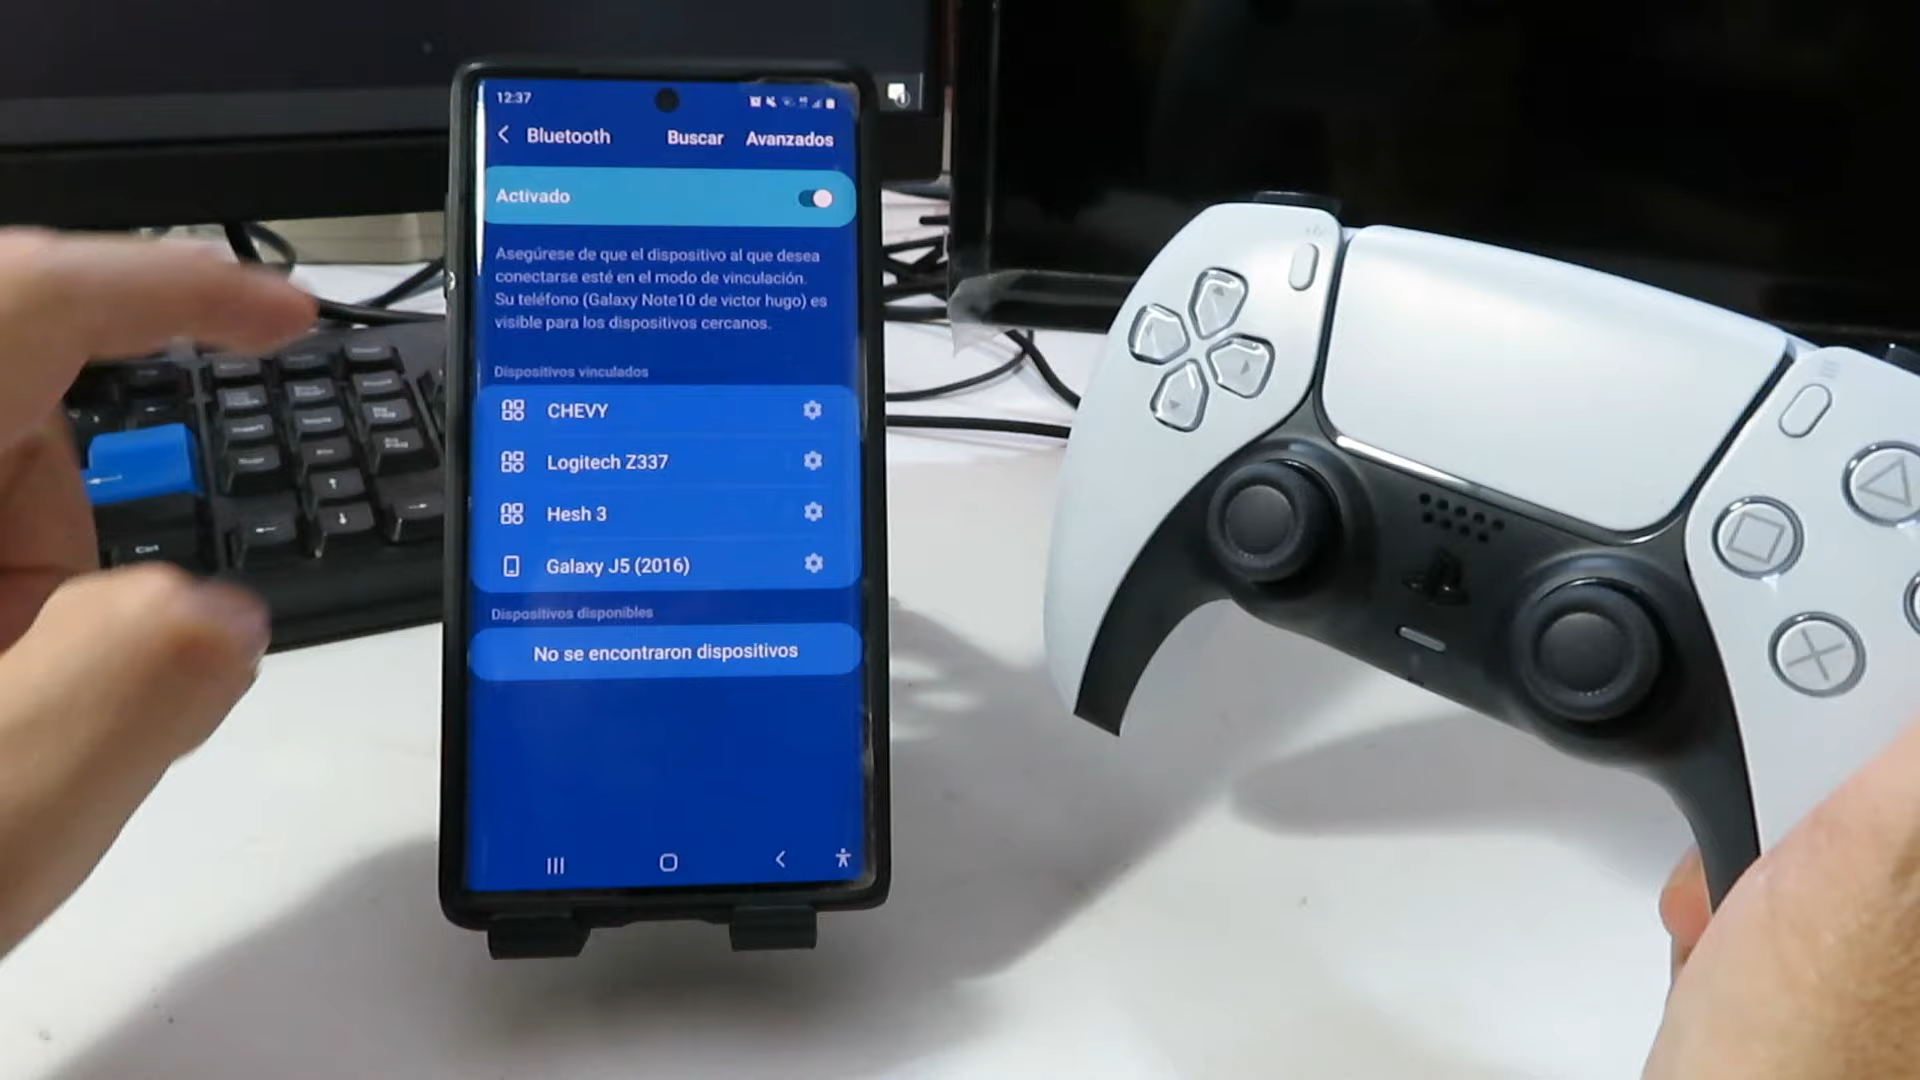 12:37
Bluetooth Buscar Avanzados
Activado
Asegúrese de que el dispositivo al que desea
conectarse esté en el modo de vinculación.
Su teléfono (Galaxy Note10 de victor hugo) es
visible para los dispositivos cercanos.
Dispositivos vinculados
CHEVY
Logitech Z337
Hesh 3
Galaxy J5 (2016)
Dispositivos disponibles
No se encontraron dispositivos
Ctrl